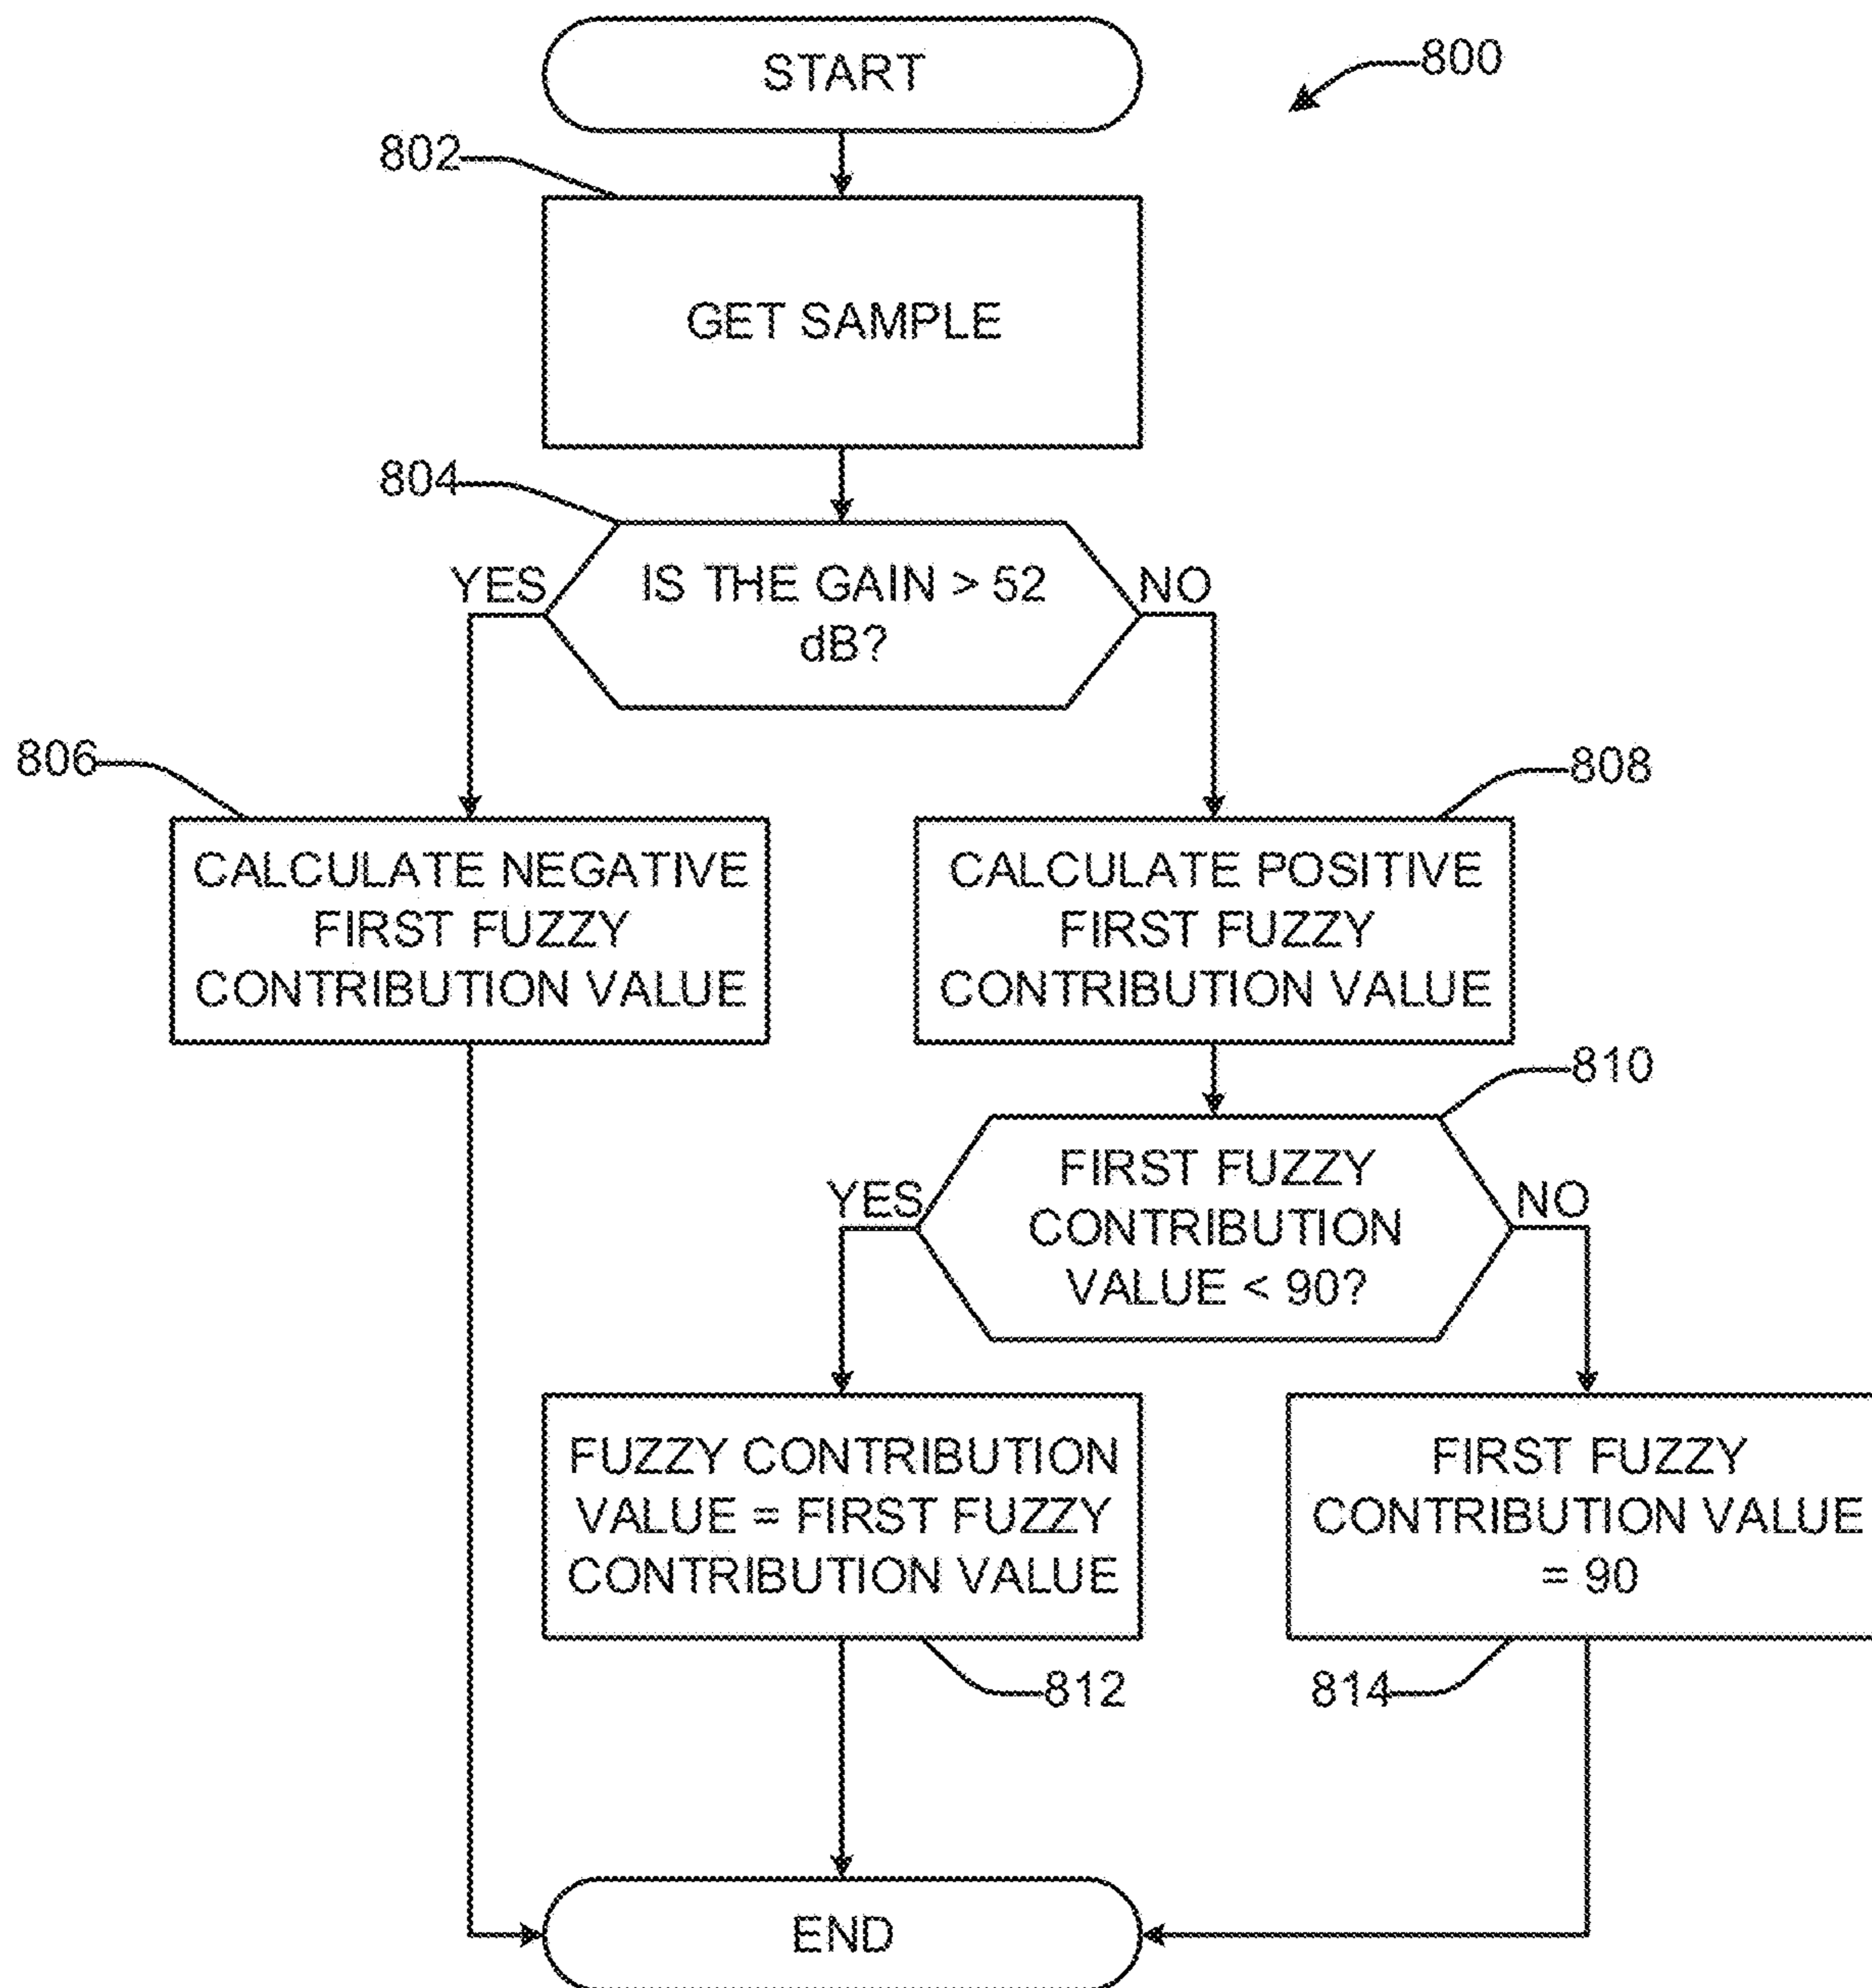 START
800
802
GET SAMPLE
804
YES
IS THE GAIN > 52
dB?
NO
806
808
CALCULATE NEGATIVE
FIRST FUZZY
CONTRIBUTION VALUE
CALCULATE POSITIVE
FIRST FUZZY
CONTRIBUTION VALUE
810
YES
FIRST FUZZY
CONTRIBUTION
VALUE < 90?
NO
FUZZY CONTRIBUTION
VALUE = FIRST FUZZY
CONTRIBUTION VALUE
FIRST FUZZY
CONTRIBUTION VALUE
= 90
812
814
END